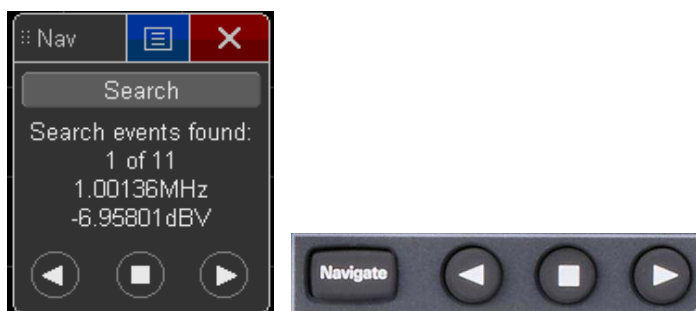 Nav
Search
Search events found:
1 of 11
1.00136MHz
-6.95801dBV
Navigate